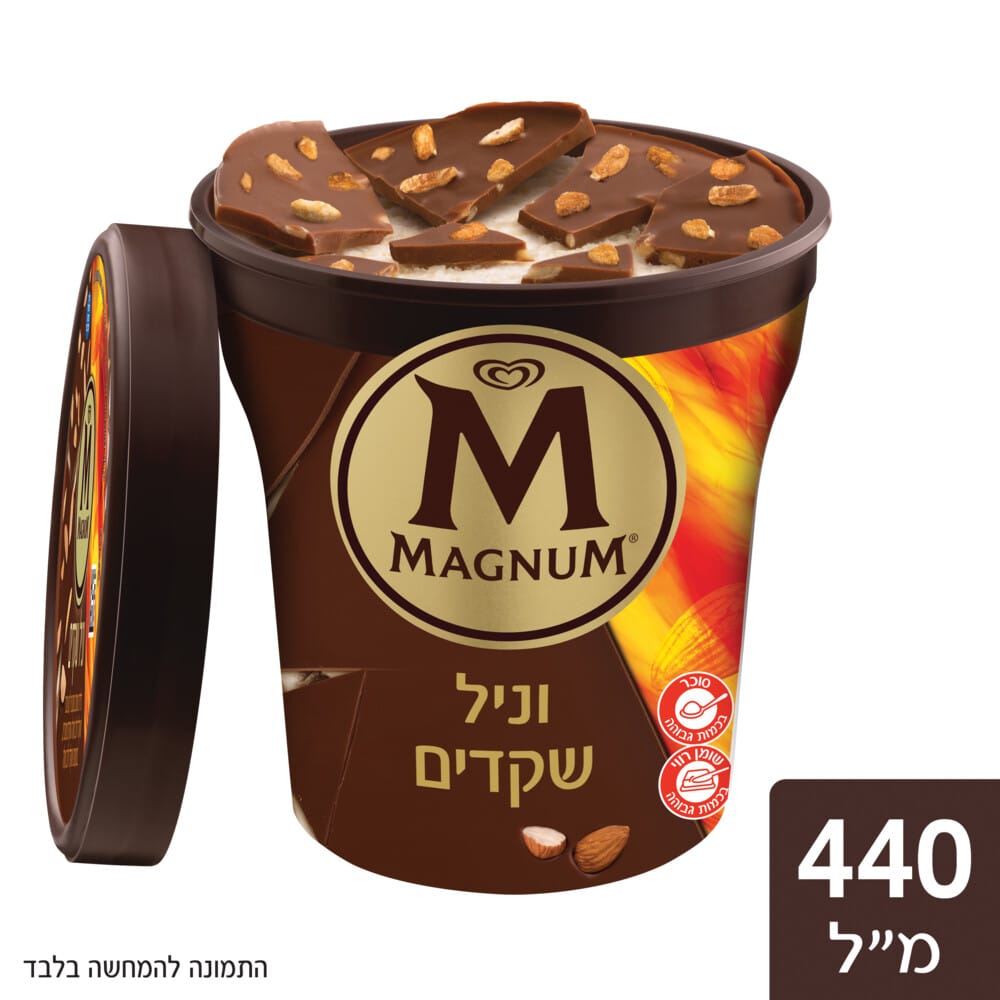 M
MAGNUM®
וניל
שקדים
סוכר
בכמות גבוהה
שומן רווי
בכמות גבוהה
M
440
מ״ל
התמונה להמחשה בלבד